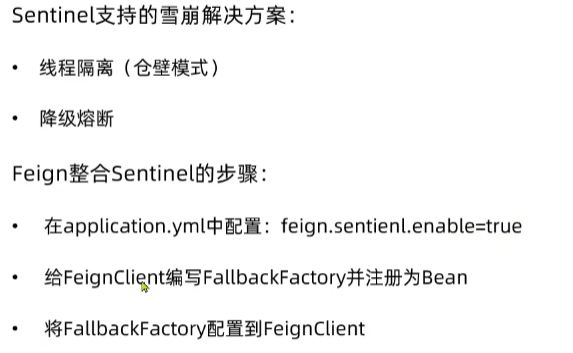 Sentinel支持的雪崩解决方案：
• 线程隔离（仓壁模式）
• 降级熔断
Feign整合Sentinel的步骤：
• 在application.yml中配置：feign.sentienl.enable=true
• 给FeignClient编写FallbackFactory并注册为Bean
• 将FallbackFactory配置到FeignClient